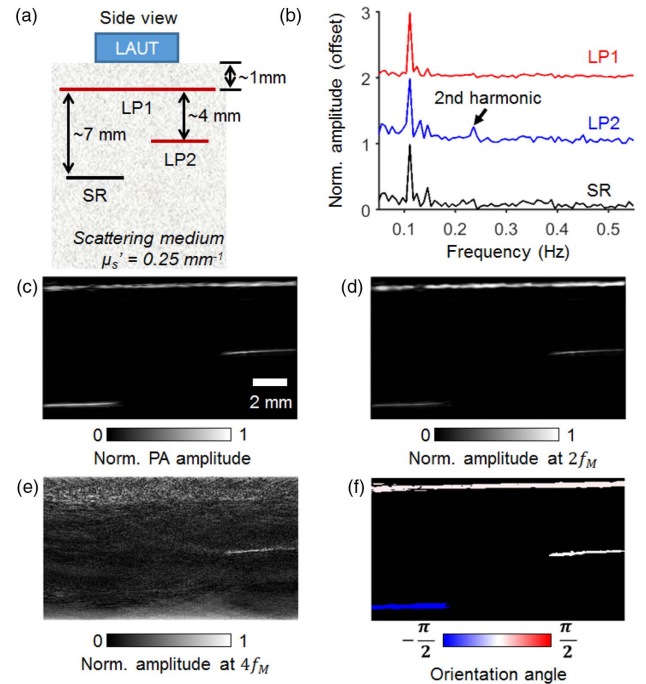 (a)
Side view
LAUT
~1mm
LP1
~4 mm
~7 mm
LP2
SR
Scattering medium
μs' = 0.25 mm-1
(b)
Norm. amplitude (offset)
3
2
1
0
LP1
2nd harmonic
LP2
SR
0.1 0.2 0.3 0.4 0.5
Frequency (Hz)
(c)
2 mm
0 1
Norm. PA amplitude
(d)
0 1
Norm. amplitude at 2fM
(e)
0 1
Norm. amplitude at 4fM
(f)
-π/2 π/2
Orientation angle